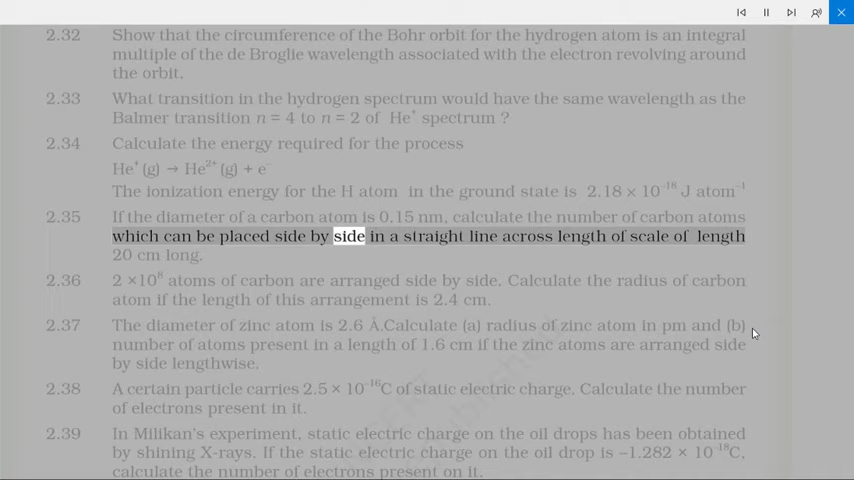 2.32 Show that the circumference of the Bohr orbit for the hydrogen atom is an integral
multiple of the de Broglie wavelength associated with the electron revolving around
the orbit.
2.33 What transition in the hydrogen spectrum would have the same wavelength as the
Balmer transition n = 4 to n = 2 of He⁺ spectrum ?
2.34 Calculate the energy required for the process
He⁺ (g) → He²⁺ (g) + e⁻
The ionization energy for the H atom in the ground state is 2.18 × 10⁻¹⁸ J atom⁻¹
2.35 If the diameter of a carbon atom is 0.15 nm, calculate the number of carbon atoms
which can be placed side by side in a straight line across length of scale of length
20 cm long.
2.36 2 ×10⁸ atoms of carbon are arranged side by side. Calculate the radius of carbon
atom if the length of this arrangement is 2.4 cm.
2.37 The diameter of zinc atom is 2.6 Å.Calculate (a) radius of zinc atom in pm and (b)
number of atoms present in a length of 1.6 cm if the zinc atoms are arranged side
by side lengthwise.
2.38 A certain particle carries 2.5 × 10⁻¹⁶C of static electric charge. Calculate the number
of electrons present in it.
2.39 In Milikan's experiment, static electric charge on the oil drops has been obtained
by shining X-rays. If the static electric charge on the oil drop is –1.282 × 10⁻¹⁸C,
calculate the number of electrons present on it.